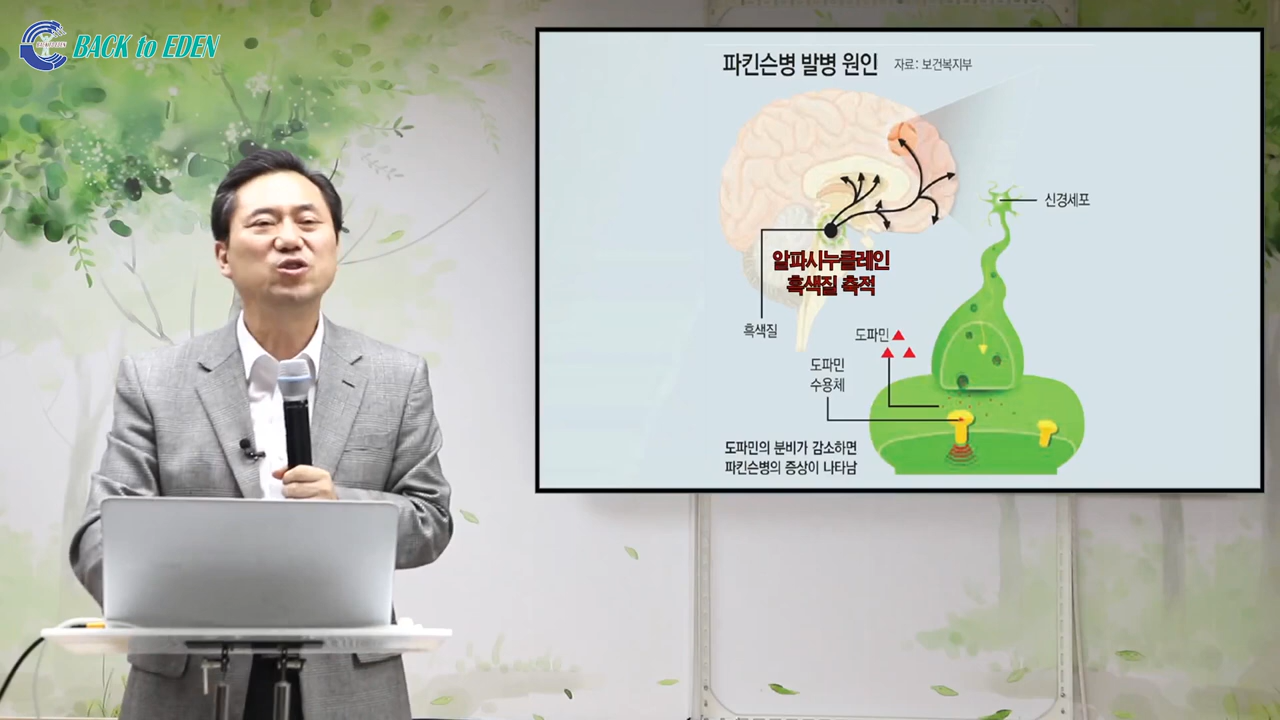 BACK to EDEN
파킨슨병 발병 원인 자료: 보건복지부
신경세포
알파시누클레인
흑색질 축적
흑색질
도파민
도파민
수용체
도파민의 분비가 감소하면
파킨슨병의 증상이 나타남